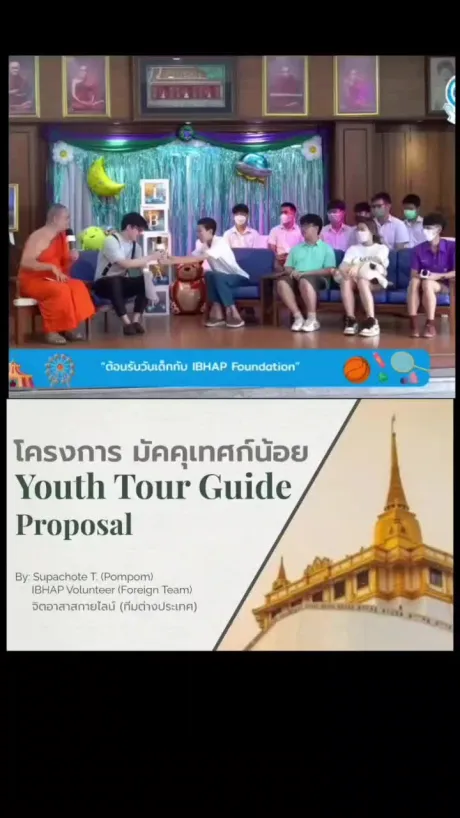 "ต้อนรับวันเด็กกับ IBHAP Foundation"
โครงการ มัคคุเทศก์น้อย
Youth Tour Guide
Proposal
By: Supachote T. (Pompom)
IBHAP Volunteer (Foreign Team)
จิตอาสาสกายไลน์ (ทีมต่างประเทศ)